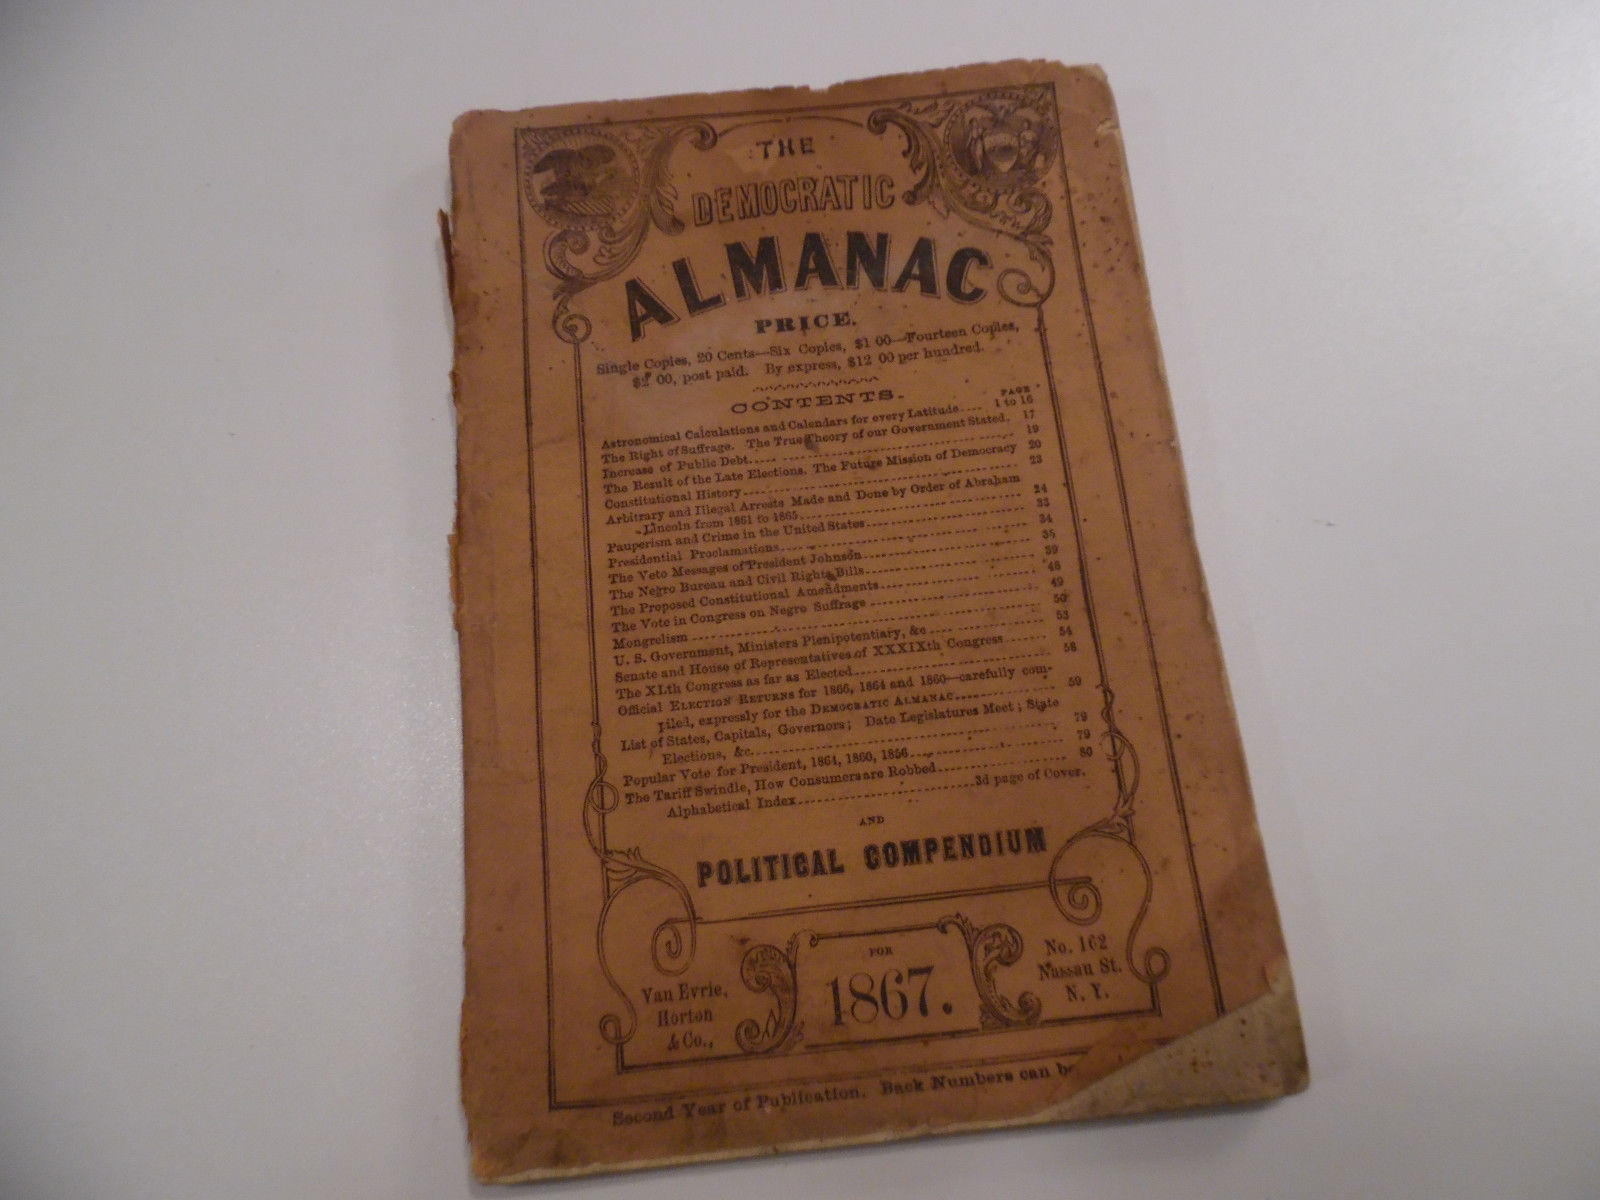 THE
DEMOCRATIC
ALMANAC
PRICE.
Single Copies, 20 Cents—Six Copies, $1 00—Fourteen Copies,
$2 00, post paid. By express, $12 00 per hundred.
CONTENTS.
PAGE
Astronomical Calculations and Calendars for every Latitude.... 1 to 16
The Right of Suffrage. The True Theory of our Government Stated. 17
Increase of Public Debt..... 19
The Result of the Late Elections. The Future Mission of Democracy 20
Constitutional History..... 23
Arbitrary and Illegal Arrests Made and Done by Order of Abraham
Lincoln from 1861 to 1865..... 24
Pauperism and Crime in the United States..... 33
Presidential Proclamations..... 34
The Veto Messages of President Johnson..... 35
The Negro Bureau and Civil Rights Bills..... 39
The Proposed Constitutional Amendments..... 48
The Vote in Congress on Negro Suffrage..... 49
Mongrelism..... 50
U. S. Government, Ministers Plenipotentiary, &c..... 53
Senate and House of Representatives of XXXIXth Congress..... 54
The XLth Congress as far as Elected..... 58
Official ELECTION RETURNS for 1866, 1864 and 1860—carefully com-
piled, expressly for the DEMOCRATIC ALMANAC..... 59
List of States, Capitals, Governors; Date Legislatures Meet; State
Elections, &c..... 79
Popular Vote for President, 1864, 1860, 1856..... 79
The Tariff Swindle, How Consumers are Robbed..... 80
Alphabetical Index.....3d page of Cover.
AND
POLITICAL COMPENDIUM
FOR
1867.
Van Evrie,
Horton
& Co.,
No. 162
Nassau St.
N. Y.
Second Year of Publication. Back Numbers can be